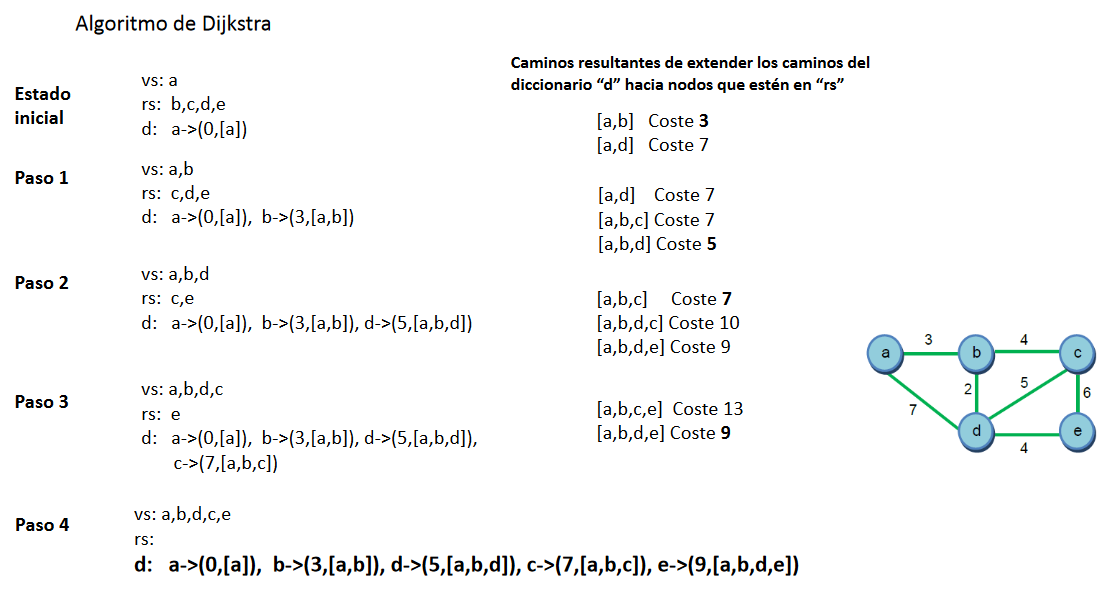 Algoritmo de Dijkstra
Caminos resultantes de extender los caminos del
diccionario “d” hacia nodos que estén en “rs”
Estado
inicial
vs: a
rs: b,c,d,e
d: a->(0,[a])
[a,b] Coste 3
[a,d] Coste 7
Paso 1
vs: a,b
rs: c,d,e
d: a->(0,[a]), b->(3,[a,b])
[a,d] Coste 7
[a,b,c] Coste 7
[a,b,d] Coste 5
Paso 2
vs: a,b,d
rs: c,e
d: a->(0,[a]), b->(3,[a,b]), d->(5,[a,b,d])
[a,b,c] Coste 7
[a,b,d,c] Coste 10
[a,b,d,e] Coste 9
Paso 3
vs: a,b,d,c
rs: e
d: a->(0,[a]), b->(3,[a,b]), d->(5,[a,b,d]),
c->(7,[a,b,c])
[a,b,c,e] Coste 13
[a,b,d,e] Coste 9
a 3 b 4 c
7 2 5 6
d 4 e
Paso 4
vs: a,b,d,c,e
rs:
d: a->(0,[a]), b->(3,[a,b]), d->(5,[a,b,d]), c->(7,[a,b,c]), e->(9,[a,b,d,e])